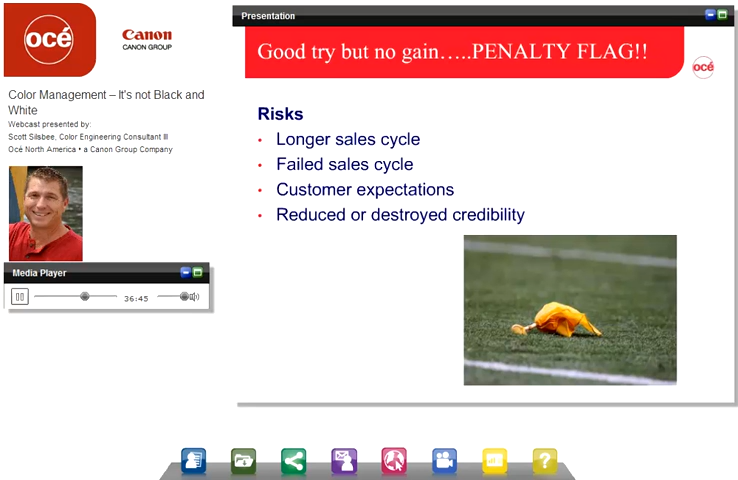 océ
Canon
CANON GROUP
Color Management – It's not Black and
White
Webcast presented by:
Scott Silsbee, Color Engineering Consultant III
Océ North America • a Canon Group Company
Media Player
36:45
Presentation
Good try but no gain…..PENALTY FLAG!!
océ
Risks
• Longer sales cycle
• Failed sales cycle
• Customer expectations
• Reduced or destroyed credibility
?